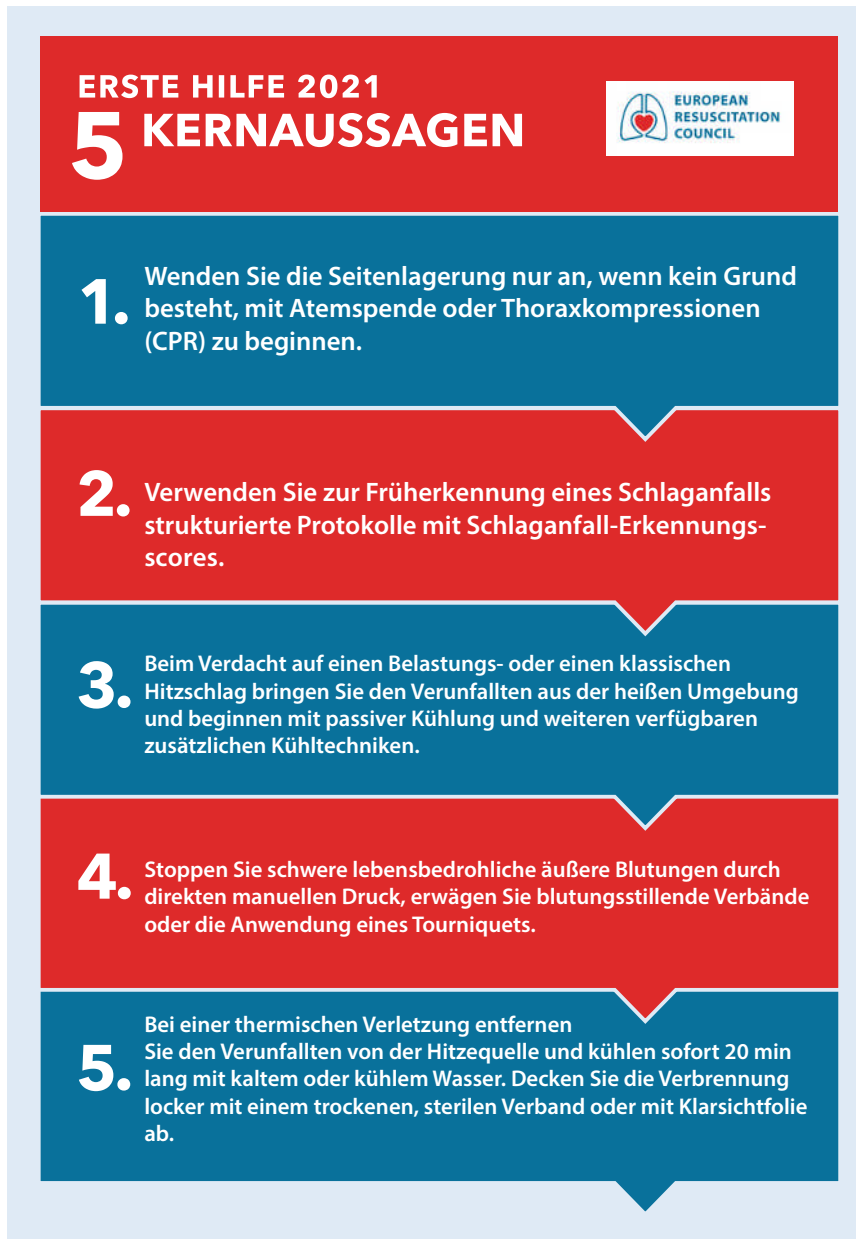 ERSTE HILFE 2021
5 KERNAUSSAGEN
EUROPEAN
RESUSCITATION
COUNCIL
1.
Wenden Sie die Seitenlagerung nur an, wenn kein Grund
besteht, mit Atemspende oder Thoraxkompressionen
(CPR) zu beginnen.
2.
Verwenden Sie zur Früherkennung eines Schlaganfalls
strukturierte Protokolle mit Schlaganfall-Erkennungs-
scores.
3.
Beim Verdacht auf einen Belastungs- oder einen klassischen
Hitzschlag bringen Sie den Verunfallten aus der heißen Umgebung
und beginnen mit passiver Kühlung und weiteren verfügbaren
zusätzlichen Kühltechniken.
4.
Stoppen Sie schwere lebensbedrohliche äußere Blutungen durch
direkten manuellen Druck, erwägen Sie blutungsstillende Verbände
oder die Anwendung eines Tourniquets.
5.
Bei einer thermischen Verletzung entfernen
Sie den Verunfallten von der Hitzequelle und kühlen sofort 20 min
lang mit kaltem oder kühlem Wasser. Decken Sie die Verbrennung
locker mit einem trockenen, sterilen Verband oder mit Klarsichtfolie
ab.